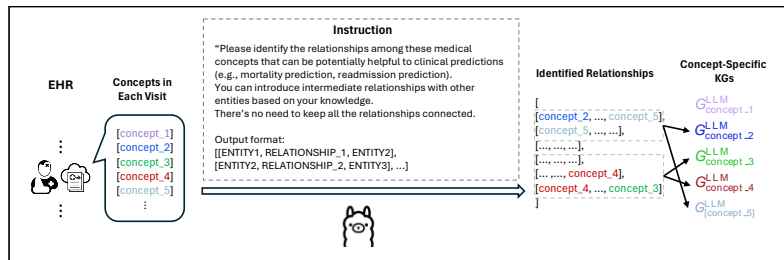 Instruction
"Please identify the relationships among these medical
concepts that can be potentially helpful to clinical predictions
(e.g., mortality prediction, readmission prediction).
You can introduce intermediate relationships with other
entities based on your knowledge.
There's no need to keep all the relationships connected.
Output format:
[[ENTITY1, RELATIONSHIP_1, ENTITY2],
[ENTITY2, RELATIONSHIP_2, ENTITY3], ...]
EHR
Concepts in
Each Visit
[concept_1]
[concept_2]
[concept_3]
[concept_4]
[concept_5]
⋮
Identified Relationships
[
[concept_2, ..., concept_5],
[concept_5, ..., ...],
[..., ..., ...],
[..., ..., ...],
[..., ..., concept_4],
[concept_4, ..., concept_3]
]
Concept-Specific
KGs
G^LLM_concept_1
G^LLM_concept_2
G^LLM_concept_3
G^LLM_concept_4
G^LLM_[concept_5]